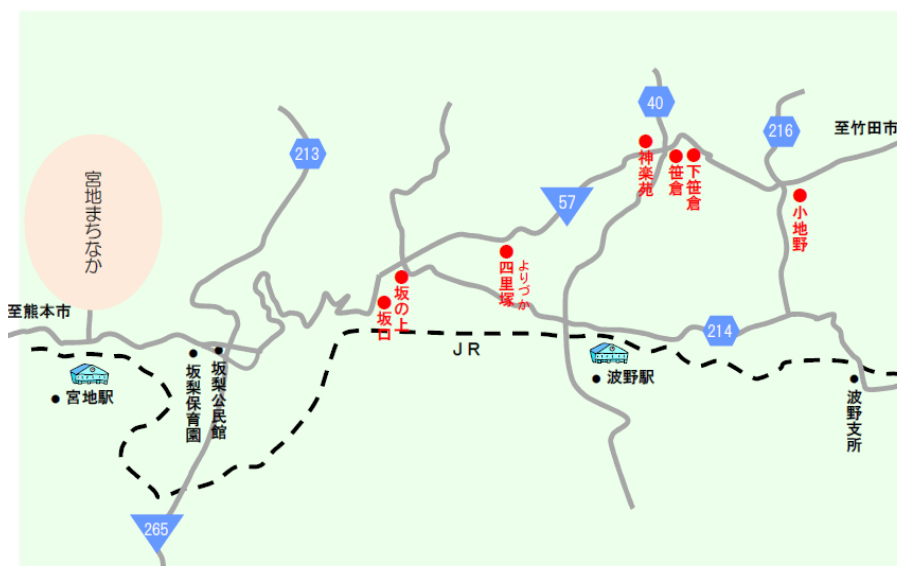 40
216
至竹田市
213
神楽苑
笹倉
下笹倉
宮地まちなか
57
小地野
四里塚
よりづか
坂の上
坂口
至熊本市
214
JR
坂梨保育園
坂梨公民館
宮地駅
波野駅
波野支所
265